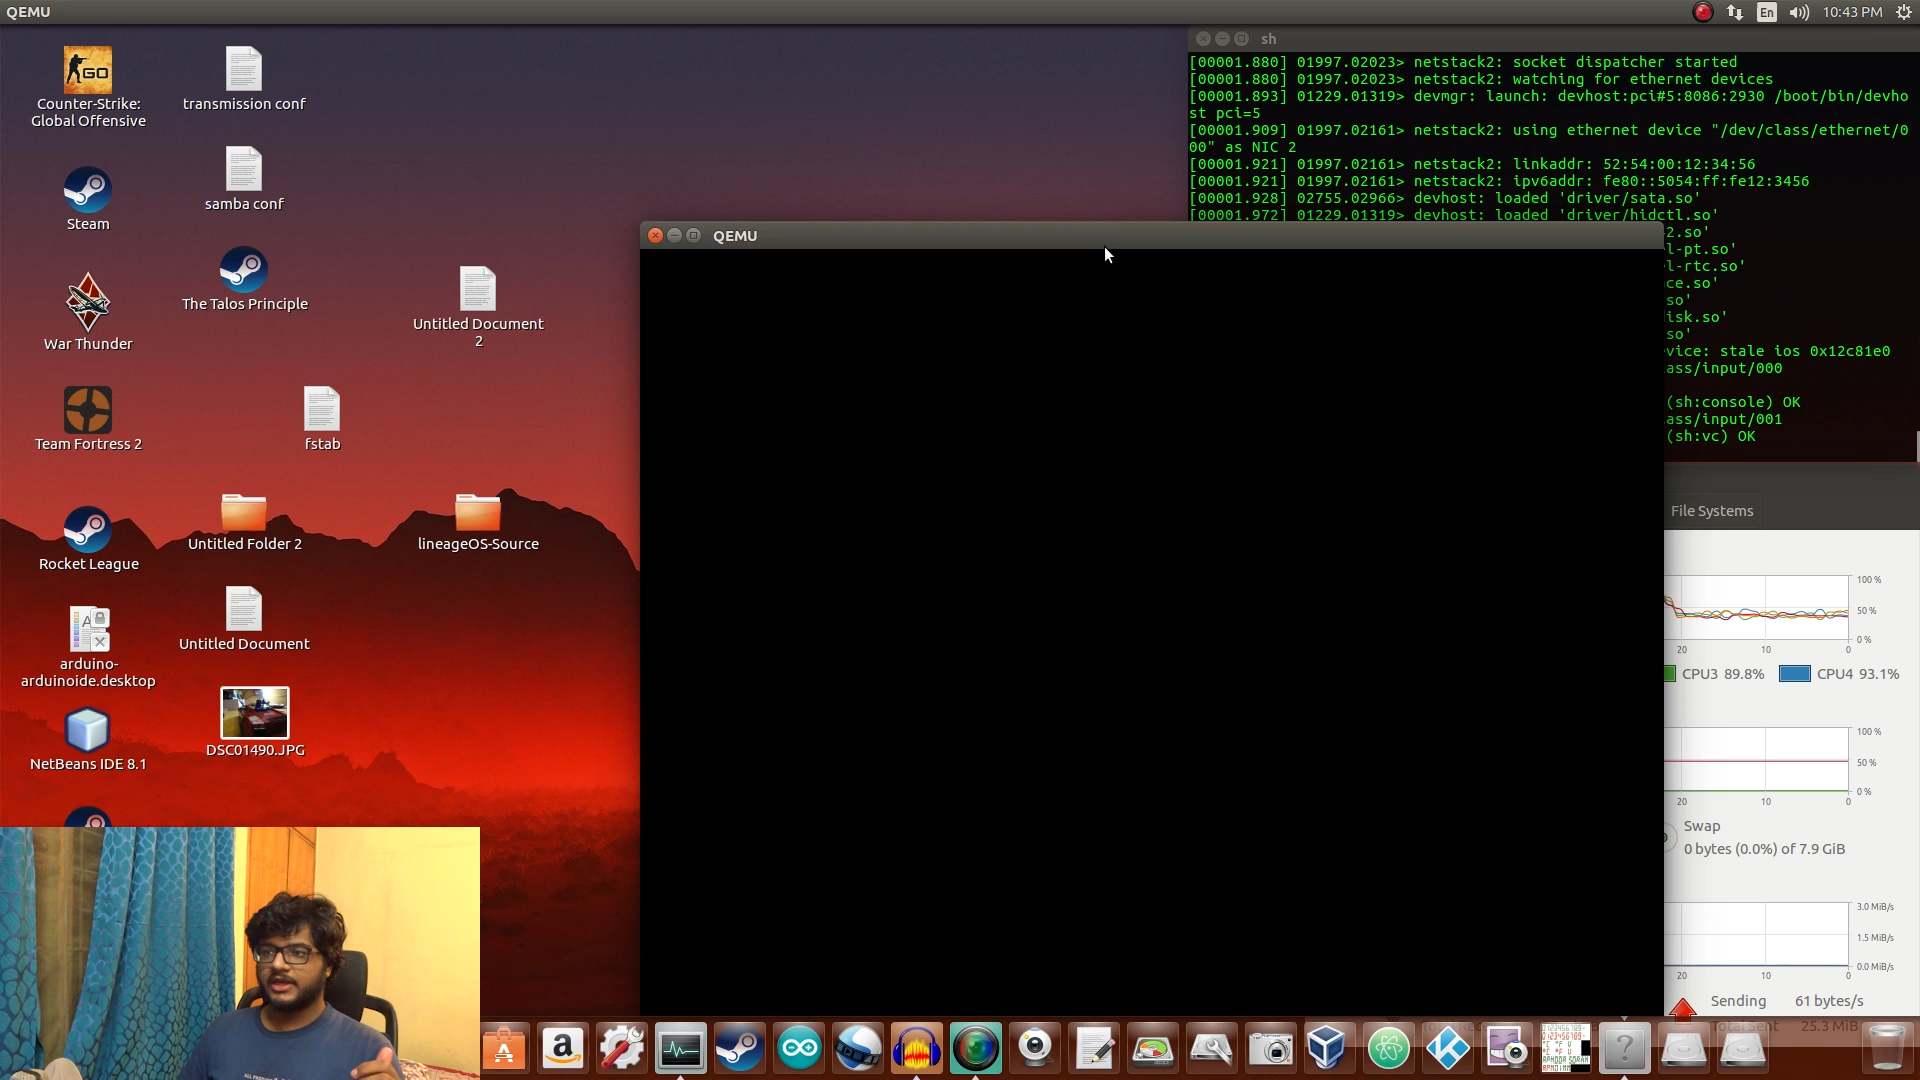 QEMU
En
10:43 PM
Counter-Strike:
Global Offensive
transmission conf
Steam
samba conf
War Thunder
The Talos Principle
Untitled Document
2
Team Fortress 2
fstab
Rocket League
Untitled Folder 2
lineageOS-Source
arduino-
arduinoide.desktop
Untitled Document
NetBeans IDE 8.1
DSC01490.JPG
sh
[00001.880] 01997.02023> netstack2: socket dispatcher started
[00001.880] 01997.02023> netstack2: watching for ethernet devices
[00001.893] 01229.01319> devmgr: launch: devhost:pci#5:8086:2930 /boot/bin/devho
st pci=5
[00001.909] 01997.02161> netstack2: using ethernet device "/dev/class/ethernet/0
00" as NIC 2
[00001.921] 01997.02161> netstack2: linkaddr: 52:54:00:12:34:56
[00001.921] 01997.02161> netstack2: ipv6addr: fe80::5054:ff:fe12:3456
[00001.928] 02755.02966> devhost: loaded 'driver/sata.so'
[00001.972] 01229.01319> devhost: loaded 'driver/hidctl.so'
2.so'
l-pt.so'
l-rtc.so'
ce.so'
so'
isk.so'
so'
vice: stale ios 0x12c81e0
ass/input/000
(sh:console) OK
ass/input/001
(sh:vc) OK
QEMU
File Systems
100 %
50 %
0 %
20 10 0
CPU3 89.8% CPU4 93.1%
100 %
50 %
0 %
20 10 0
Swap
0 bytes (0.0%) of 7.9 GiB
3.0 MiB/s
1.5 MiB/s
0.0 MiB/s
20 10 0
Sending 61 bytes/s
Total Sent 25.3 MiB